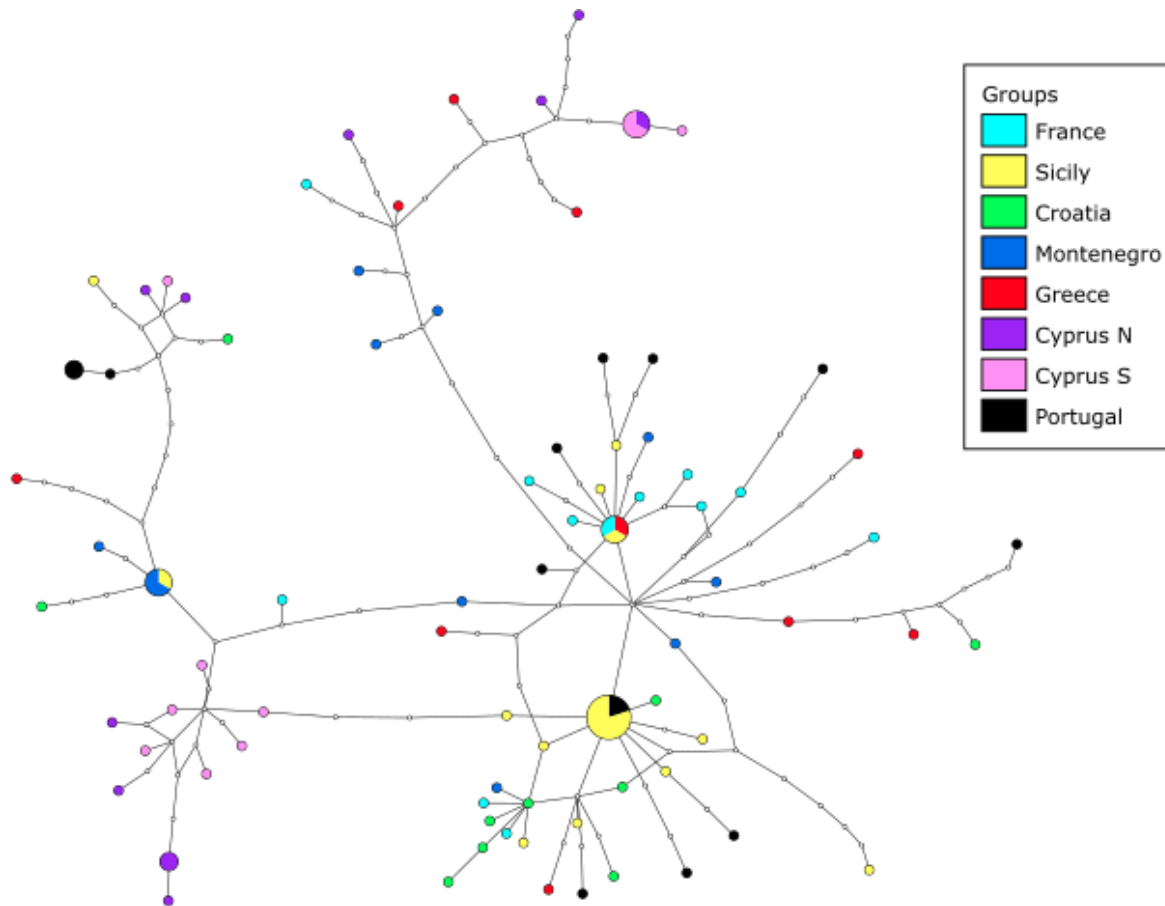 Groups
France
Sicily
Croatia
Montenegro
Greece
Cyprus N
Cyprus S
Portugal